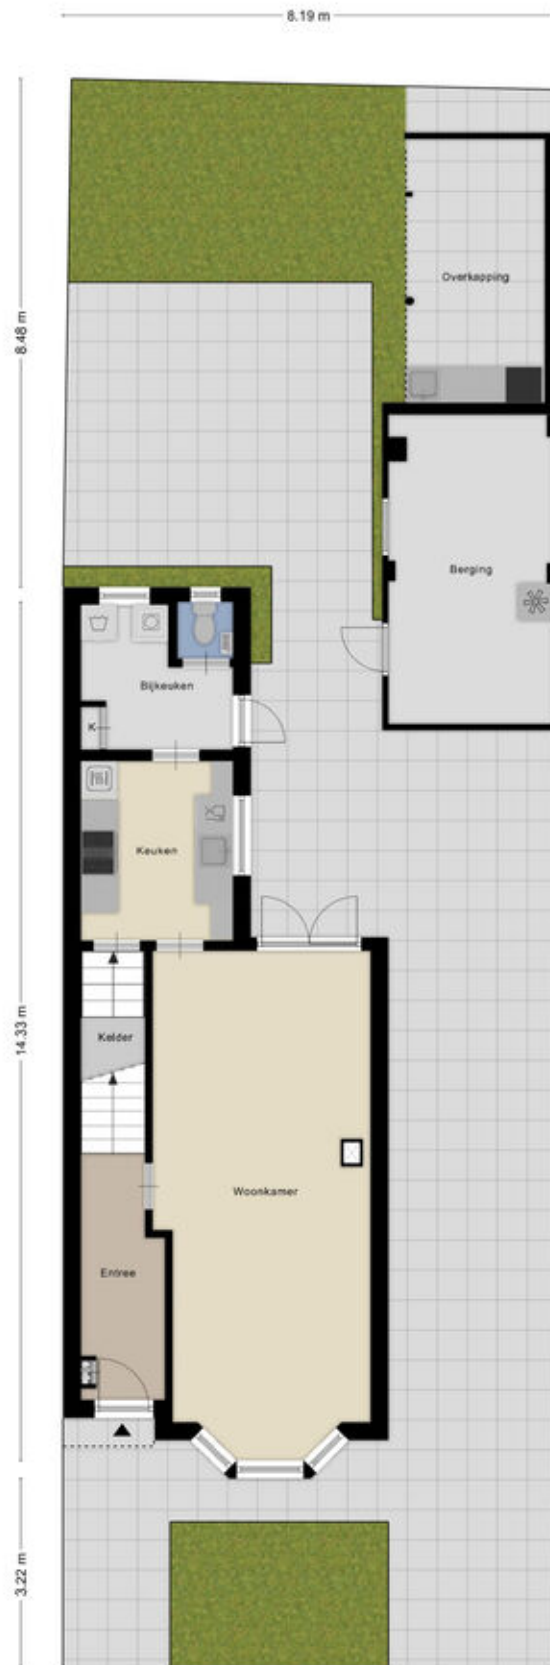 8.19 m
Overkapping
8.48 m
Berging
Bijkeuken
K
Keuken
14.33 m
Kelder
Woonkamer
Entree
3.22 m